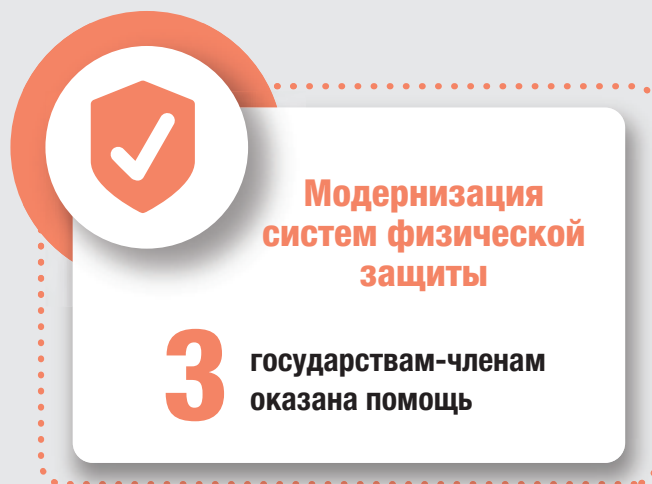 Модернизация
систем физической
защиты
3
государствам-членам
оказана помощь